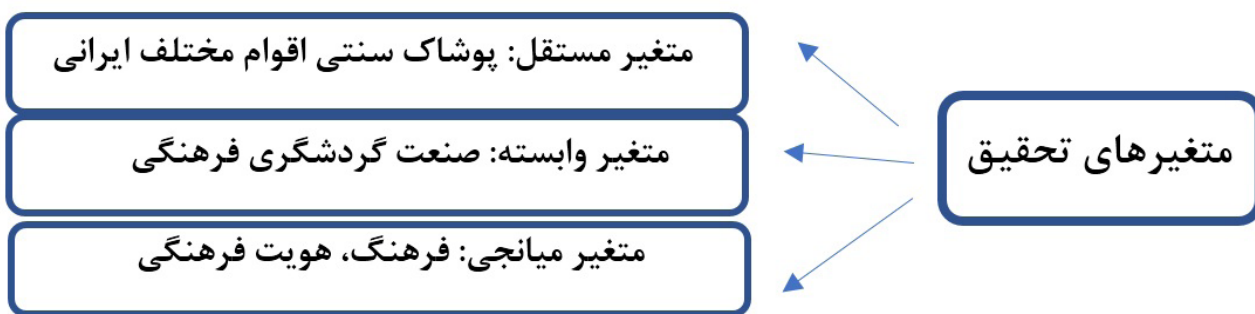 متغیرهای تحقیق
متغیر مستقل: پوشاک سنتی اقوام مختلف ایرانی
متغیر وابسته: صنعت گردشگری فرهنگی
متغیر میانجی: فرهنگ، هویت فرهنگی